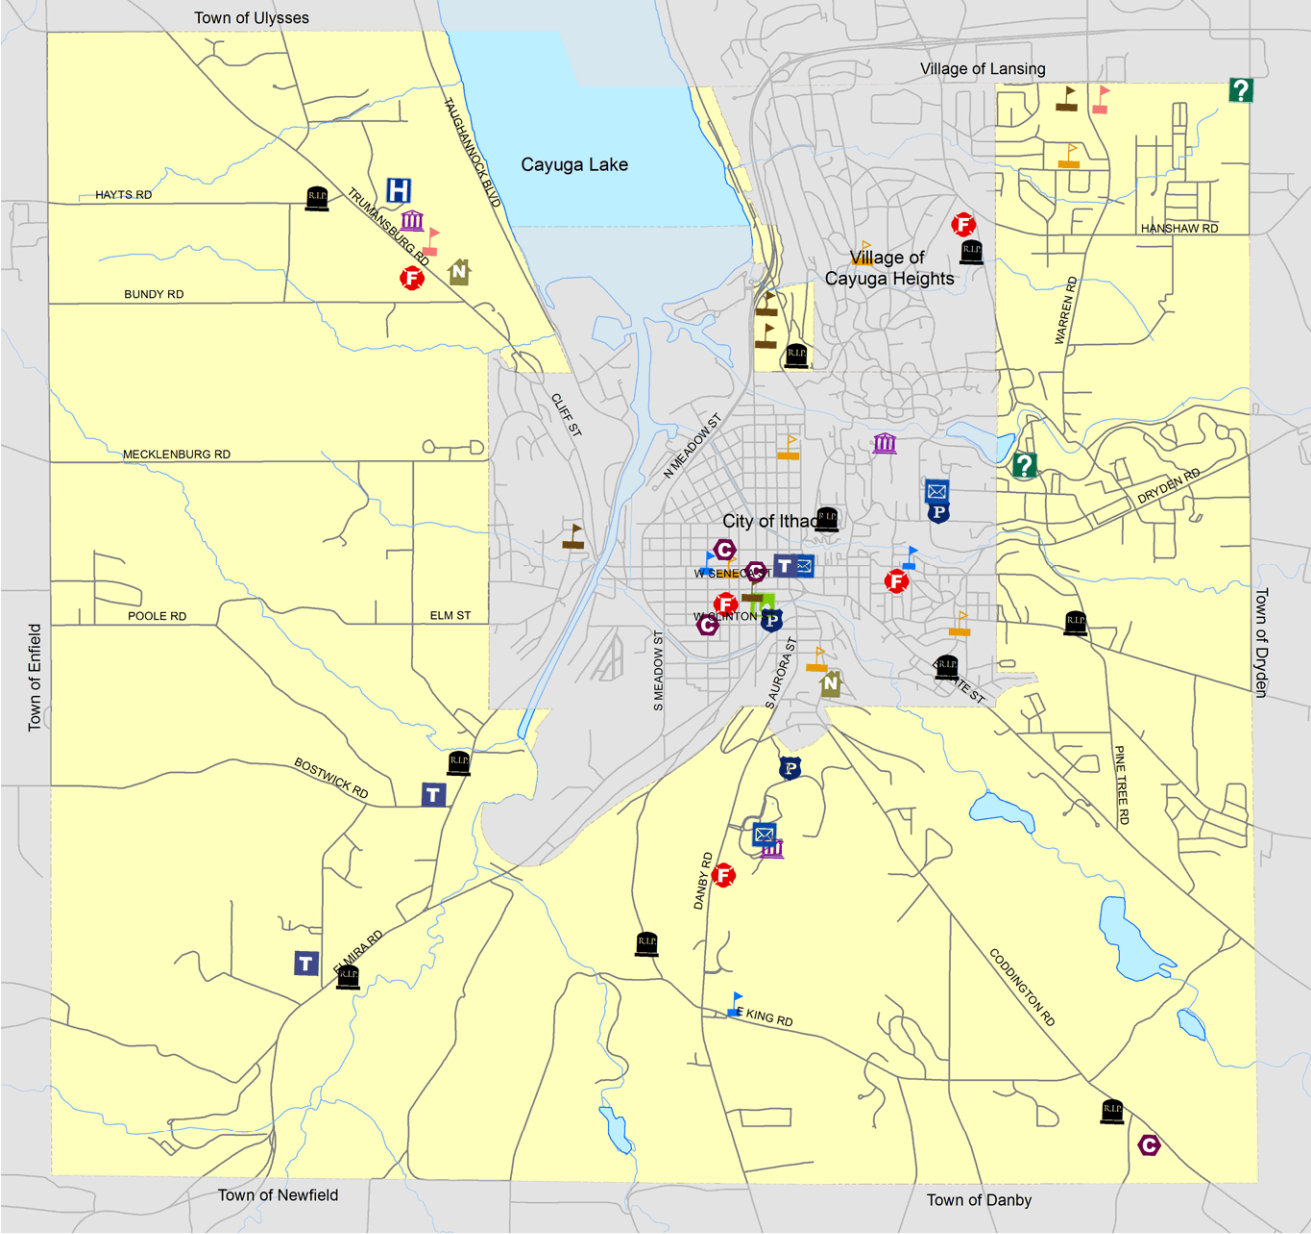 Town of Ulysses
Village of Lansing
TAUGHANNOCK BLVD
Cayuga Lake
?
HAYTS RD
R.I.P.
H
TRUMANSBURG RD
F
HANSHAW RD
F
R.I.P.
Village of
Cayuga Heights
F
N
BUNDY RD
WARREN RD
R.I.P.
CLIFF ST
N MEADOW ST
MECKLENBURG RD
?
DRYDEN RD
P
City of Ithac
R.I.P.
C
W SENECA ST
C
T
F
F
W CLINTON S
C
P
POOLE RD
ELM ST
R.I.P.
Town of Enfield
Town of Dryden
S MEADOW ST
S AURORA ST
R.I.P.
ATE ST
N
BOSTWICK RD
R.I.P.
T
P
PINE TREE RD
DANBY RD
F
R.I.P.
ELMIRA RD
T
R.I.P.
CODDINGTON RD
E KING RD
R.I.P.
C
Town of Newfield
Town of Danby